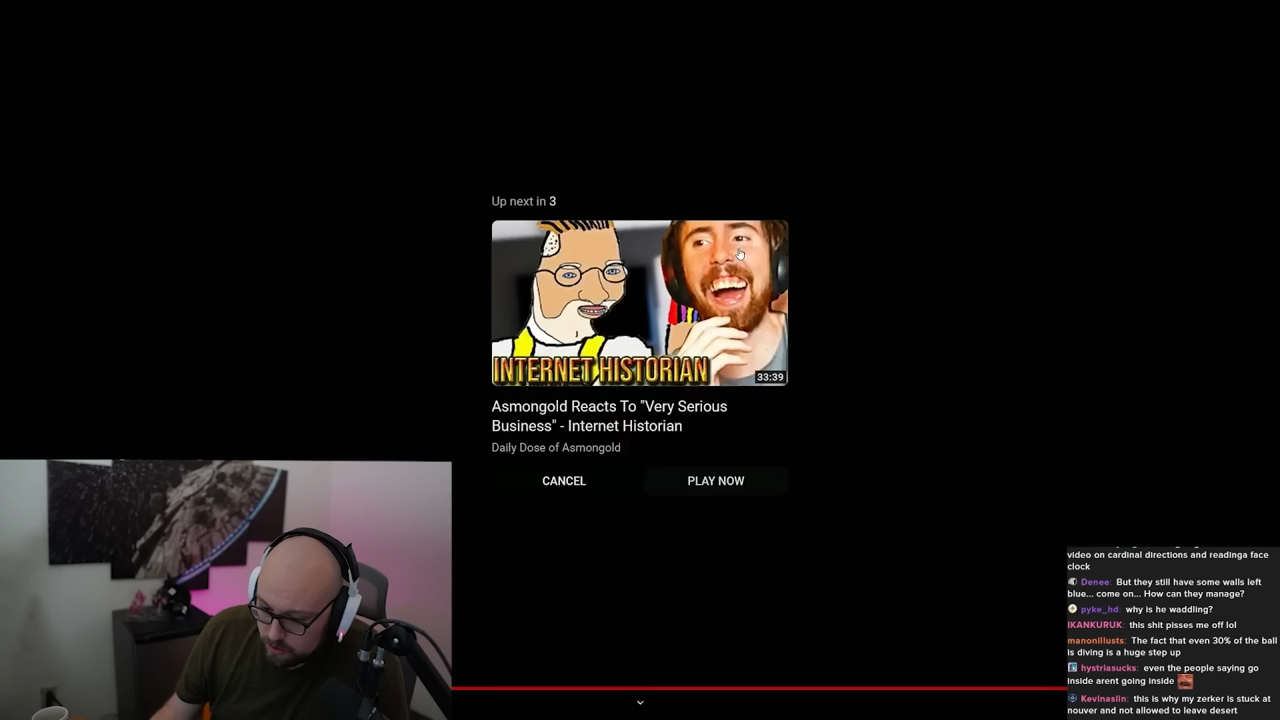 Up next in 3
INTERNET HISTORIAN
33:39
Asmongold Reacts To "Very Serious
Business" - Internet Historian
Daily Dose of Asmongold
CANCEL
PLAY NOW
video on cardinal directions and readinga face
clock
Denee: But they still have some walls left
blue... come on... How can they manage?
pyke_hd: why is he waddling?
IKANKURUK: this shit pisses me off lol
manonillusts: The fact that even 30% of the ball
is diving is a huge step up
hystriasucks: even the people saying go
inside arent going inside
Kevinaslin: this is why my zerker is stuck at
nouver and not allowed to leave desert